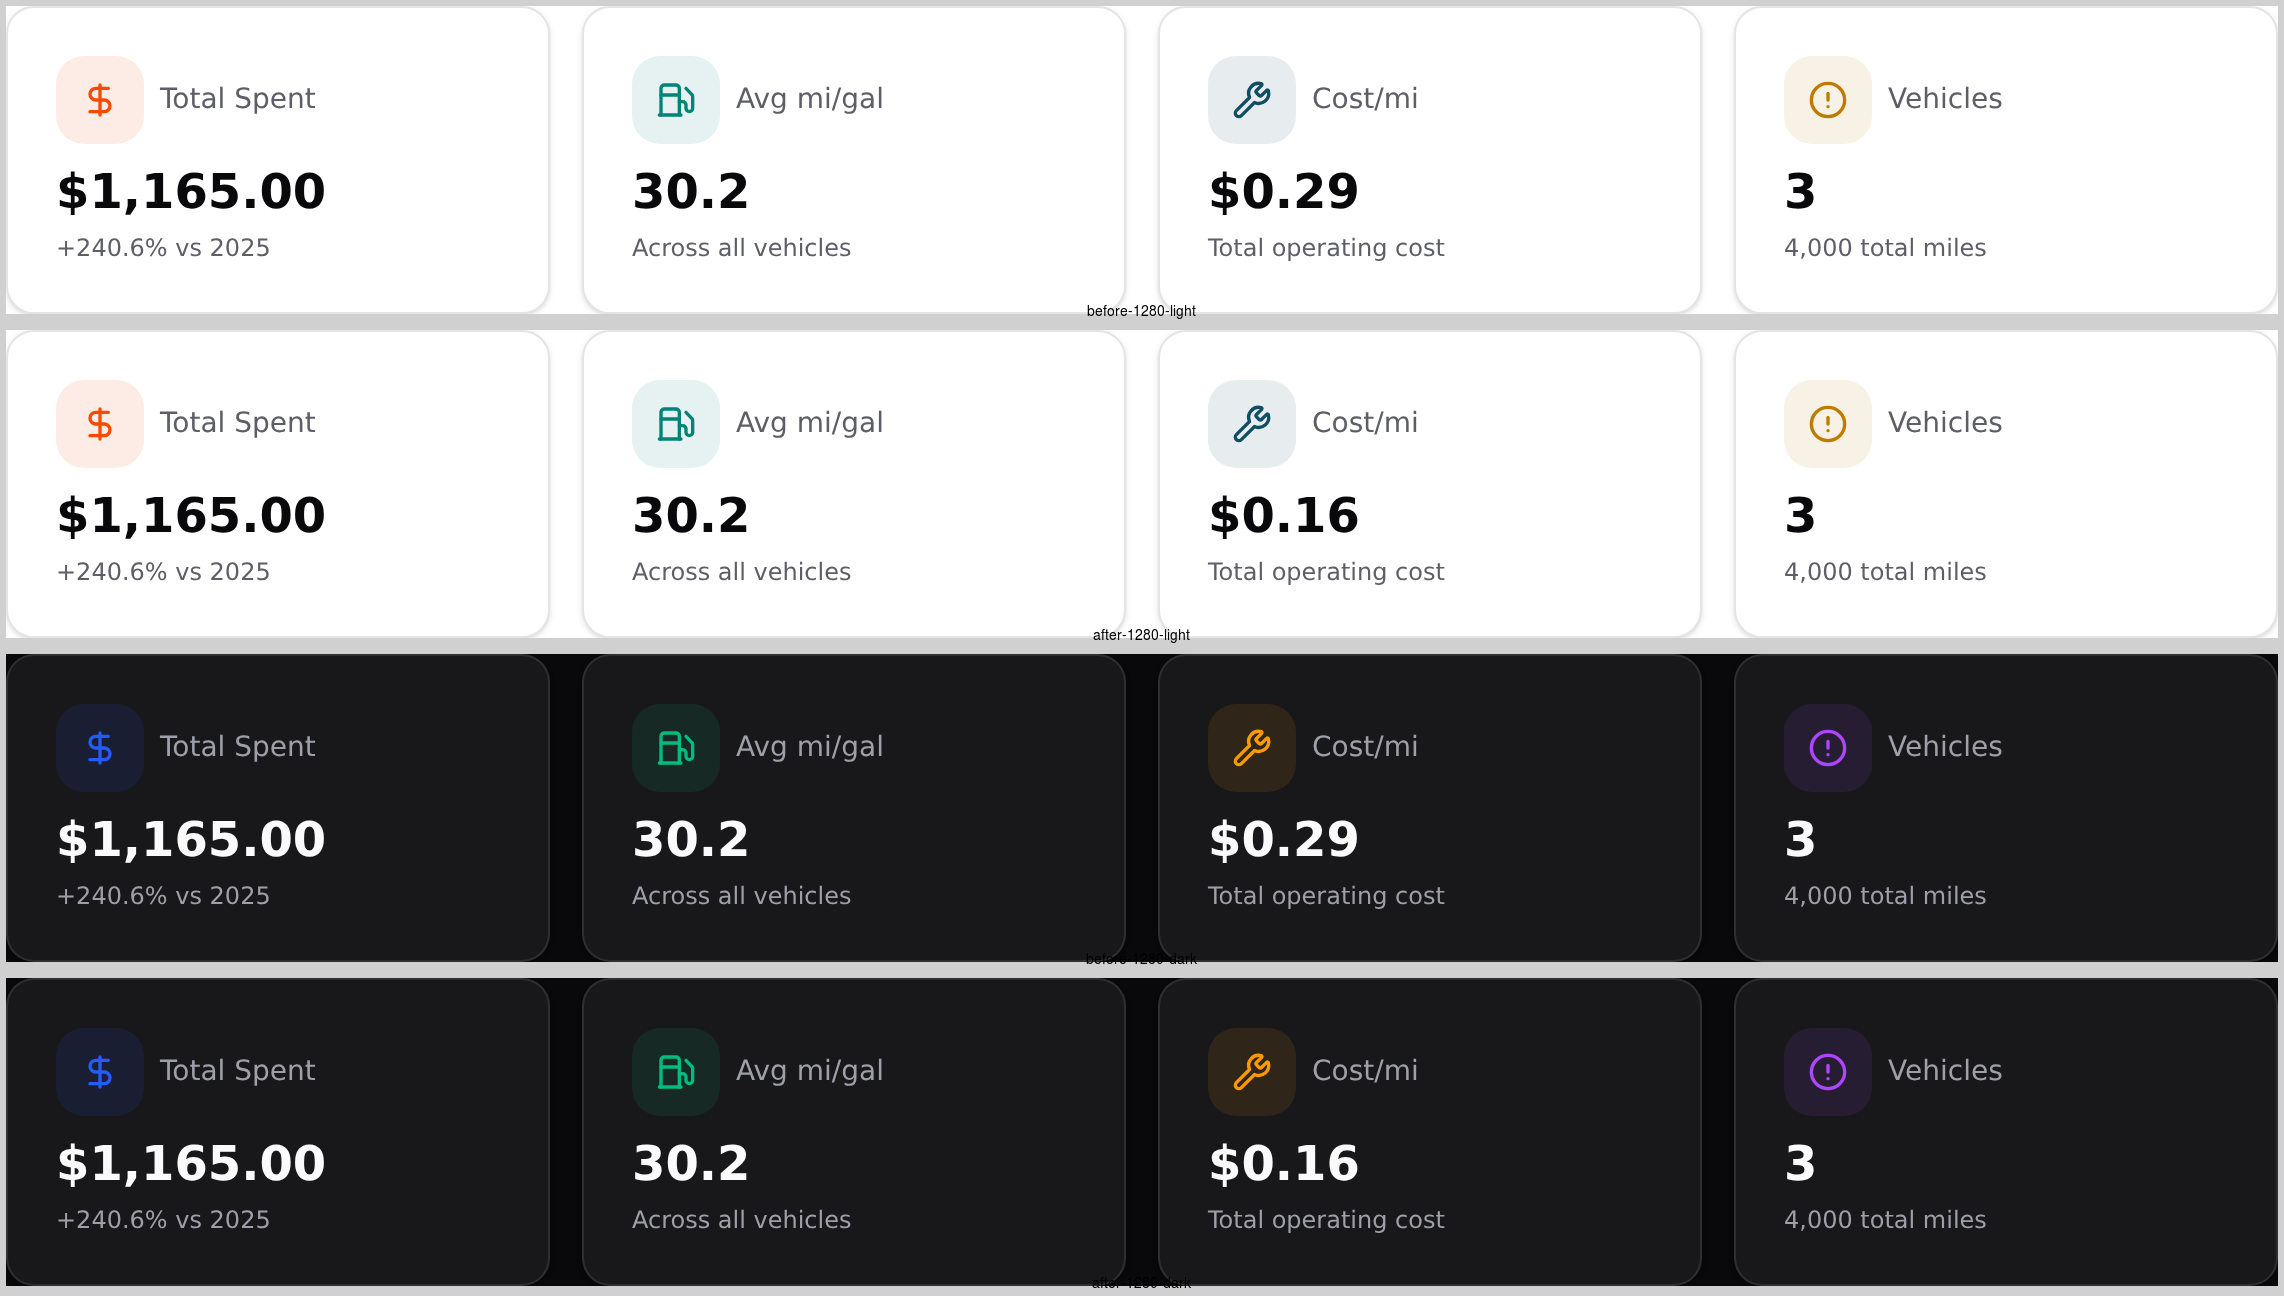 Total Spent
Avg mi/gal
Cost/mi
Vehicles
$1,165.00
30.2
$0.29
3
+240.6% vs 2025
Across all vehicles
Total operating cost
4,000 total miles
before-1280-light
Total Spent
Avg mi/gal
Cost/mi
Vehicles
$1,165.00
30.2
$0.16
3
+240.6% vs 2025
Across all vehicles
Total operating cost
4,000 total miles
after-1280-light
Total Spent
Avg mi/gal
Cost/mi
Vehicles
$1,165.00
30.2
$0.29
3
+240.6% vs 2025
Across all vehicles
Total operating cost
4,000 total miles
before-1280-dark
Total Spent
Avg mi/gal
Cost/mi
Vehicles
$1,165.00
30.2
$0.16
3
+240.6% vs 2025
Across all vehicles
Total operating cost
4,000 total miles
after-1280-dark